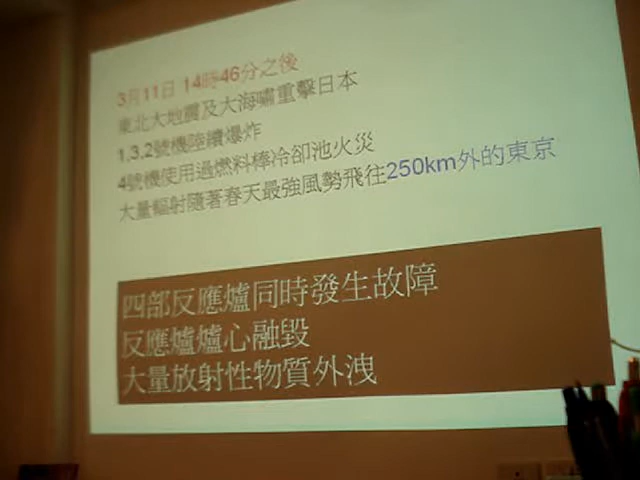 3月11日 14時46分之後
東北大地震及大海嘯重擊日本
1,3,2號機陸續爆炸
4號機使用過燃料棒冷卻池火災
大量輻射隨著春天最強風勢飛往250km外的東京
四部反應爐同時發生故障
反應爐爐心融毀
大量放射性物質外洩